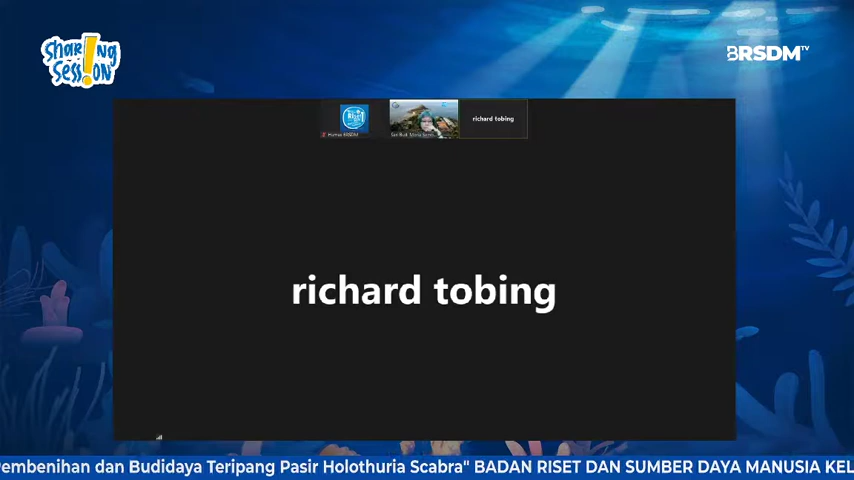 Sharing
Session
BRSDM TV
Riset
Humas BRSDM
richard tobing
richard tobing
embenihan dan Budidaya Teripang Pasir Holothuria Scabra" BADAN RISET DAN SUMBER DAYA MANUSIA KEL